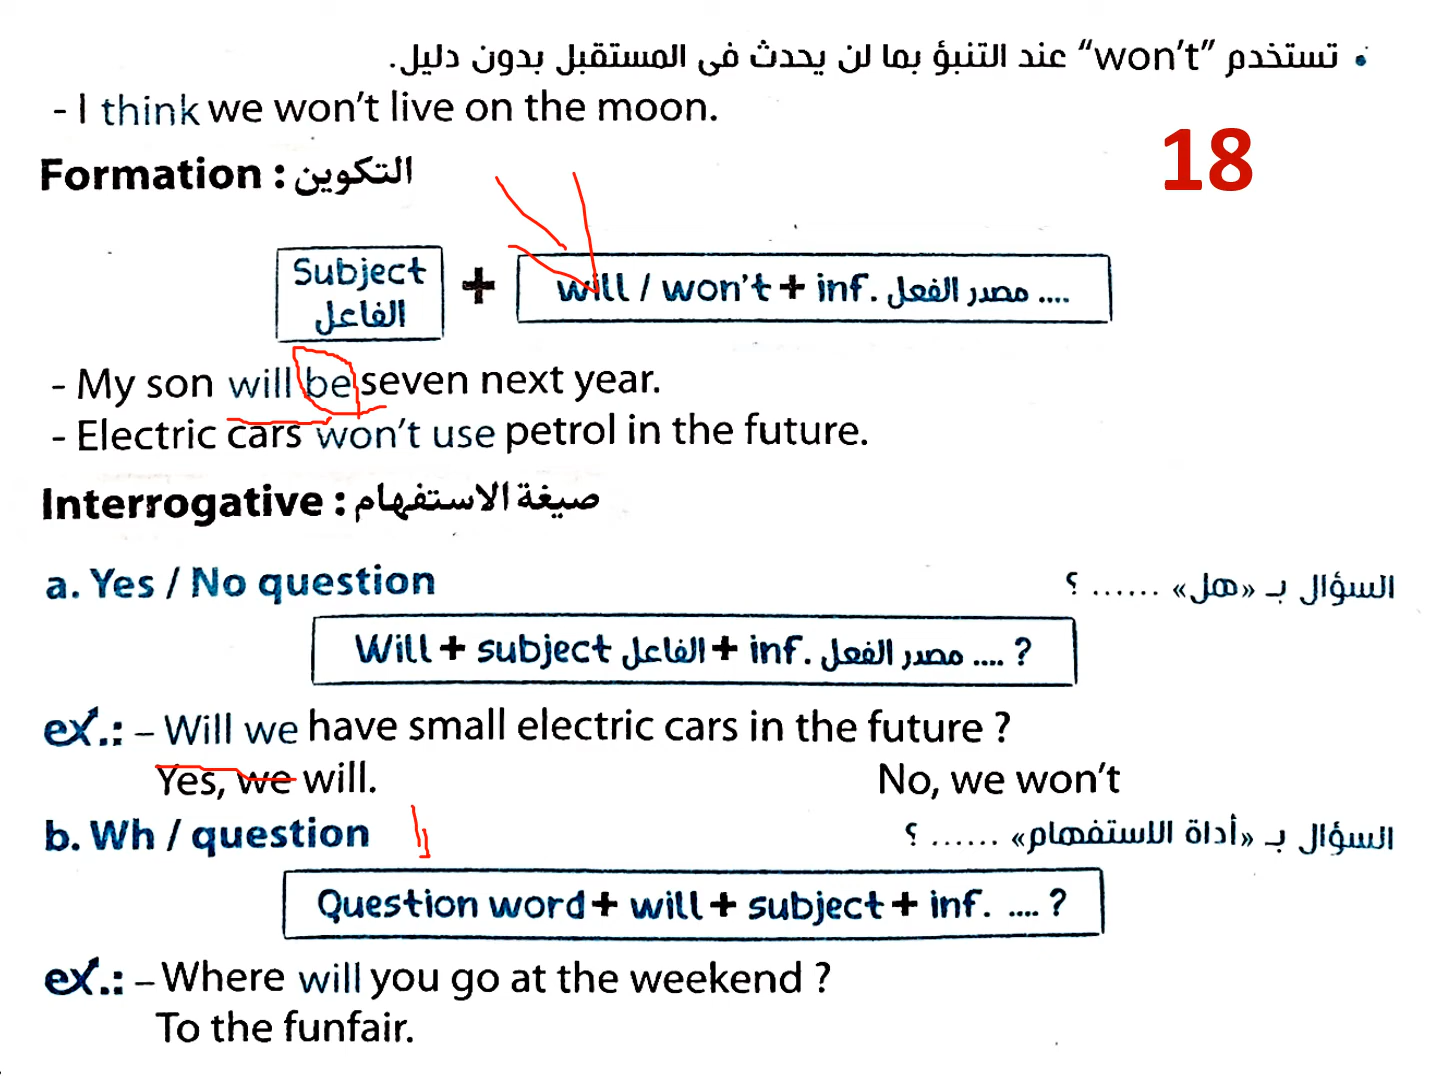 • تستخدم "won't" عند التنبؤ بما لن يحدث فى المستقبل بدون دليل.
- I think we won't live on the moon.
18
Formation : التكوين
Subject الفاعل + will / won't + inf. مصدر الفعل ....
- My son will be seven next year.
- Electric cars won't use petrol in the future.
Interrogative : صيغة الاستفهام
a. Yes / No question السؤال بـ «هل» ...... ؟
Will + subject الفاعل + inf. مصدر الفعل .... ?
ex.: – Will we have small electric cars in the future ?
Yes, we will. No, we won't
b. Wh / question السؤال بـ «أداة الاستفهام» ...... ؟
Question word + will + subject + inf. .... ?
ex.: – Where will you go at the weekend ?
To the funfair.